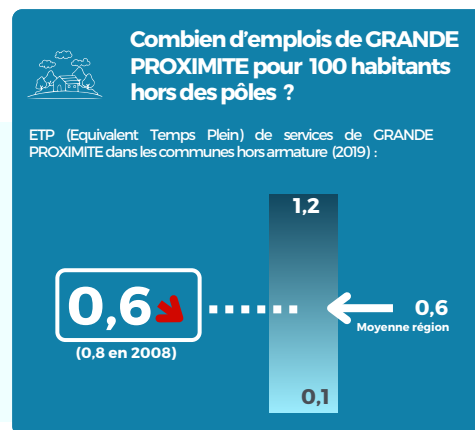 Combien d'emplois de GRANDE
PROXIMITE pour 100 habitants
hors des pôles ?
ETP (Equivalent Temps Plein) de services de GRANDE
PROXIMITE dans les communes hors armature (2019) :
1,2
0,6
0,6
Moyenne région
(0,8 en 2008)
0,1